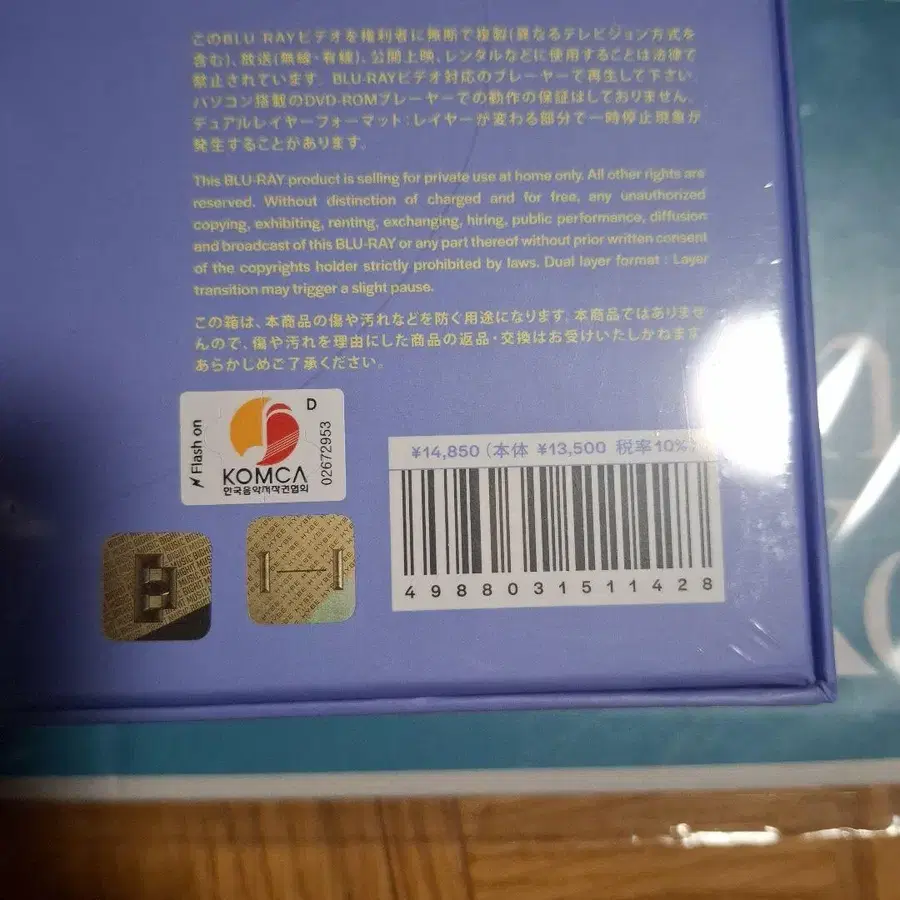 このBLU RAYビデオを権利者に無断で複製(異なるテレビジョン方式を
含む)、放送(無線・有線)、公開上映、レンタルなどに使用することは法律で
禁止されています。BLU-RAYビデオ対応のプレーヤーで再生して下さい。
パソコン搭載のDVD-ROMプレーヤーでの動作の保証はしておりません。
デュアルレイヤーフォーマット:レイヤーが変わる部分で一時停止現象が
発生することがあります。
This BLU-RAY product is selling for private use at home only. All other rights are
reserved. Without distinction of charged and for free, any unauthorized
copying, exhibiting, renting, exchanging, hiring, public performance, diffusion
and broadcast of this BLU-RAY or any part thereof without prior written consent
of the copyrights holder strictly prohibited by laws. Dual layer format : Layer
transition may trigger a slight pause.
この箱は、本商品の傷や汚れなどを防ぐ用途になります。本商品ではありませ
んので、傷や汚れを理由にした商品の返品・交換はお受けいたしかねます。
あらかじめご了承ください。
Flash on
D
KOMCA
한국음악저작권협회
02672953
¥14,850 (本体 ¥13,500 税率10%)
4988031511428